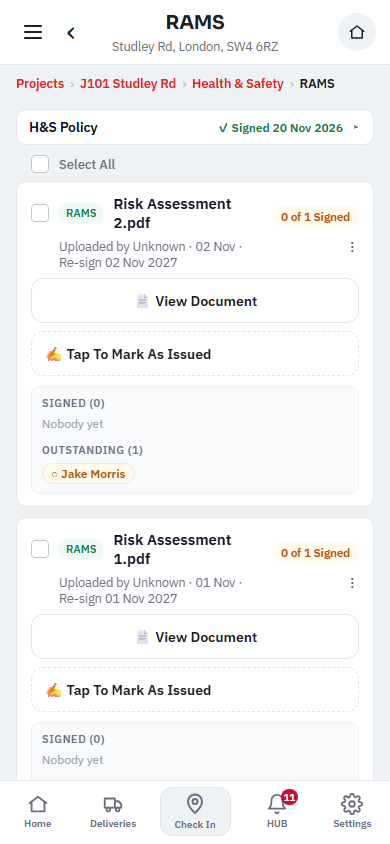 RAMS
Studley Rd, London, SW4 6RZ
Projects › J101 Studley Rd › Health & Safety › RAMS
H&S Policy
✓ Signed 20 Nov 2026 ▸
Select All
RAMS
Risk Assessment
2.pdf
0 of 1 Signed
Uploaded by Unknown · 02 Nov ·
Re-sign 02 Nov 2027
View Document
✍️ Tap To Mark As Issued
SIGNED (0)
Nobody yet
OUTSTANDING (1)
○ Jake Morris
RAMS
Risk Assessment
1.pdf
0 of 1 Signed
Uploaded by Unknown · 01 Nov ·
Re-sign 01 Nov 2027
View Document
✍️ Tap To Mark As Issued
SIGNED (0)
Nobody yet
11
Home
Deliveries
Check In
HUB
Settings